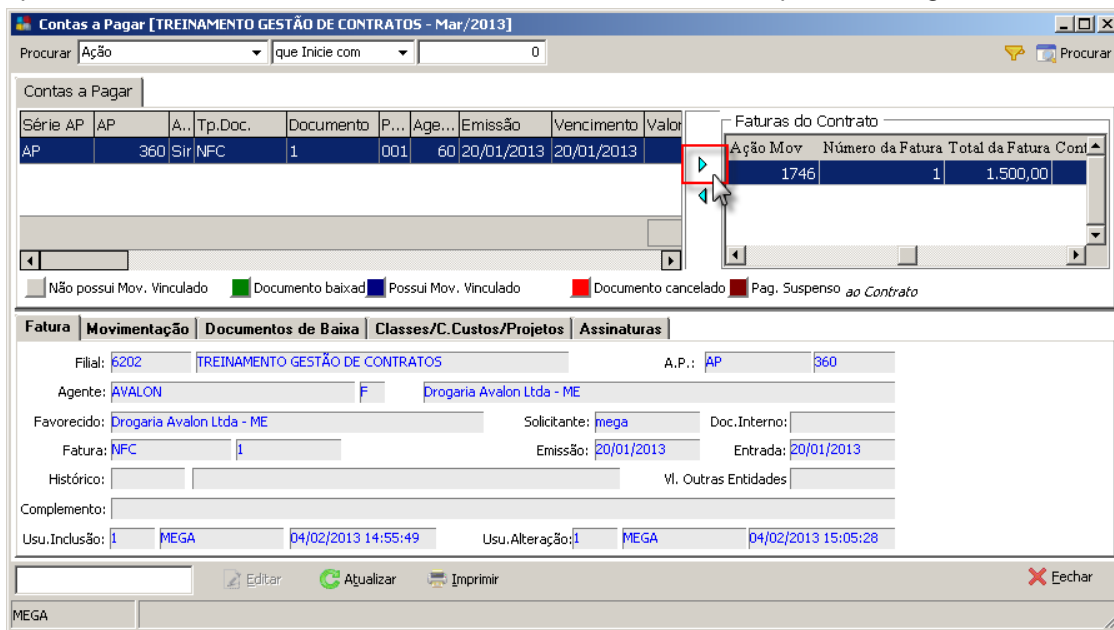 Contas a Pagar [TREINAMENTO GESTÃO DE CONTRATOS - Mar/2013]
Procurar Ação que Inicie com 0 Procurar
Contas a Pagar
Série AP AP A.. Tp.Doc. Documento P... Age... Emissão Vencimento Valor
AP 360 Sir NFC 1 001 60 20/01/2013 20/01/2013
Faturas do Contrato
Ação Mov Número da Fatura Total da Fatura Cont
1746 1 1.500,00
Não possui Mov. Vinculado Documento baixad Possui Mov. Vinculado Documento cancelado Pag. Suspenso ao Contrato
Fatura Movimentação Documentos de Baixa Classes/C.Custos/Projetos Assinaturas
Filial: 6202 TREINAMENTO GESTÃO DE CONTRATOS A.P.: AP 360
Agente: AVALON F Drogaria Avalon Ltda - ME
Favorecido: Drogaria Avalon Ltda - ME Solicitante: mega Doc.Interno:
Fatura: NFC 1 Emissão: 20/01/2013 Entrada: 20/01/2013
Histórico: Vl. Outras Entidades
Complemento:
Usu.Inclusão: 1 MEGA 04/02/2013 14:55:49 Usu.Alteração: 1 MEGA 04/02/2013 15:05:28
Editar Atualizar Imprimir Fechar
MEGA